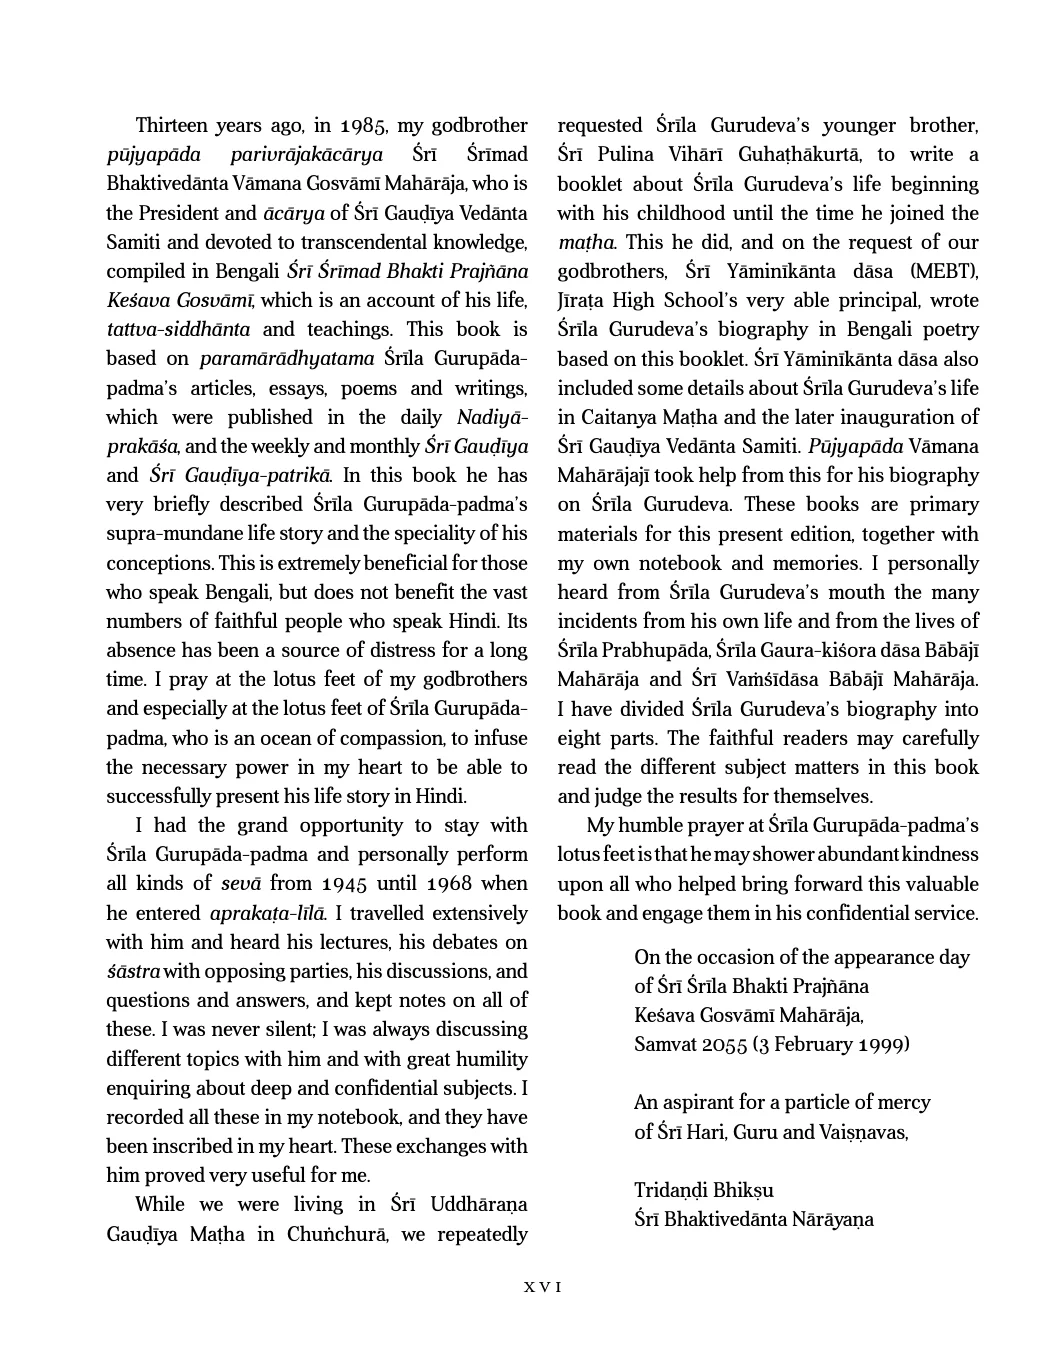 Thirteen years ago, in 1985, my godbrother
pūjyapāda parivrājakācārya Śrī Śrīmad
Bhaktivedānta Vāmana Gosvāmī Mahārāja, who is
the President and ācārya of Śrī Gauḍīya Vedānta
Samiti and devoted to transcendental knowledge,
compiled in Bengali Śrī Śrīmad Bhakti Prajñāna
Keśava Gosvāmī, which is an account of his life,
tattva-siddhānta and teachings. This book is
based on paramārādhyatama Śrīla Gurupāda-
padma’s articles, essays, poems and writings,
which were published in the daily Nadiyā-
prakāśa, and the weekly and monthly Śrī Gauḍīya
and Śrī Gauḍīya-patrikā. In this book he has
very briefly described Śrīla Gurupāda-padma’s
supra-mundane life story and the speciality of his
conceptions. This is extremely beneficial for those
who speak Bengali, but does not benefit the vast
numbers of faithful people who speak Hindi. Its
absence has been a source of distress for a long
time. I pray at the lotus feet of my godbrothers
and especially at the lotus feet of Śrīla Gurupāda-
padma, who is an ocean of compassion, to infuse
the necessary power in my heart to be able to
successfully present his life story in Hindi.
I had the grand opportunity to stay with
Śrīla Gurupāda-padma and personally perform
all kinds of sevā from 1945 until 1968 when
he entered aprakaṭa-līlā. I travelled extensively
with him and heard his lectures, his debates on
śāstra with opposing parties, his discussions, and
questions and answers, and kept notes on all of
these. I was never silent; I was always discussing
different topics with him and with great humility
enquiring about deep and confidential subjects. I
recorded all these in my notebook, and they have
been inscribed in my heart. These exchanges with
him proved very useful for me.
While we were living in Śrī Uddhāraṇa
Gauḍīya Maṭha in Chuṅchurā, we repeatedly
requested Śrīla Gurudeva’s younger brother,
Śrī Pulina Vihārī Guhaṭhākurtā, to write a
booklet about Śrīla Gurudeva’s life beginning
with his childhood until the time he joined the
maṭha. This he did, and on the request of our
godbrothers, Śrī Yāminīkānta dāsa (MEBT),
Jīraṭa High School’s very able principal, wrote
Śrīla Gurudeva’s biography in Bengali poetry
based on this booklet. Śrī Yāminīkānta dāsa also
included some details about Śrīla Gurudeva’s life
in Caitanya Maṭha and the later inauguration of
Śrī Gauḍīya Vedānta Samiti. Pūjyapāda Vāmana
Mahārājajī took help from this for his biography
on Śrīla Gurudeva. These books are primary
materials for this present edition, together with
my own notebook and memories. I personally
heard from Śrīla Gurudeva’s mouth the many
incidents from his own life and from the lives of
Śrīla Prabhupāda, Śrīla Gaura-kiśora dāsa Bābājī
Mahārāja and Śrī Vaṁśīdāsa Bābājī Mahārāja.
I have divided Śrīla Gurudeva’s biography into
eight parts. The faithful readers may carefully
read the different subject matters in this book
and judge the results for themselves.
My humble prayer at Śrīla Gurupāda-padma’s
lotus feet is that he may shower abundant kindness
upon all who helped bring forward this valuable
book and engage them in his confidential service.
On the occasion of the appearance day
of Śrī Śrīla Bhakti Prajñāna
Keśava Gosvāmī Mahārāja,
Samvat 2055 (3 February 1999)
An aspirant for a particle of mercy
of Śrī Hari, Guru and Vaiṣṇavas,
Tridaṇḍi Bhikṣu
Śrī Bhaktivedānta Nārāyaṇa
XVI